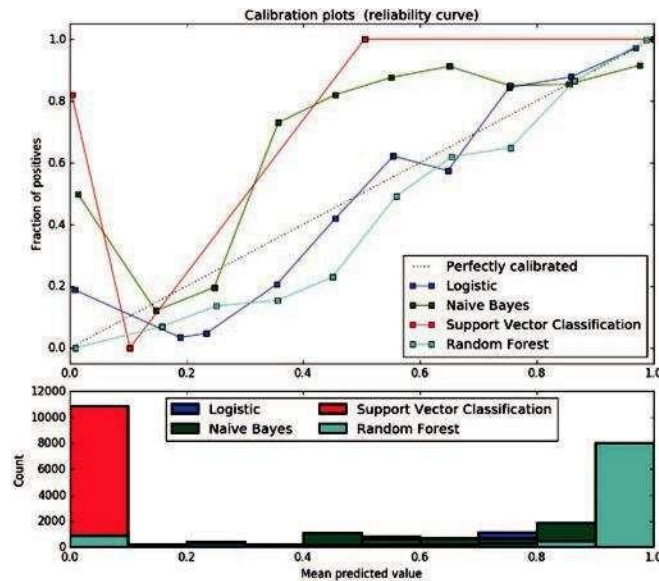 Calibration plots (reliability curve)
1.0
0.8
0.6
0.4
0.2
0.0
Fraction of positives
Perfectly calibrated
Logistic
Naive Bayes
Support Vector Classification
Random Forest
0.0 0.2 0.4 0.6 0.8 1.0
12000
10000
8000
6000
4000
2000
0
Count
Logistic Support Vector Classification
Naive Bayes Random Forest
0.0 0.2 0.4 0.6 0.8 1.0
Mean predicted value